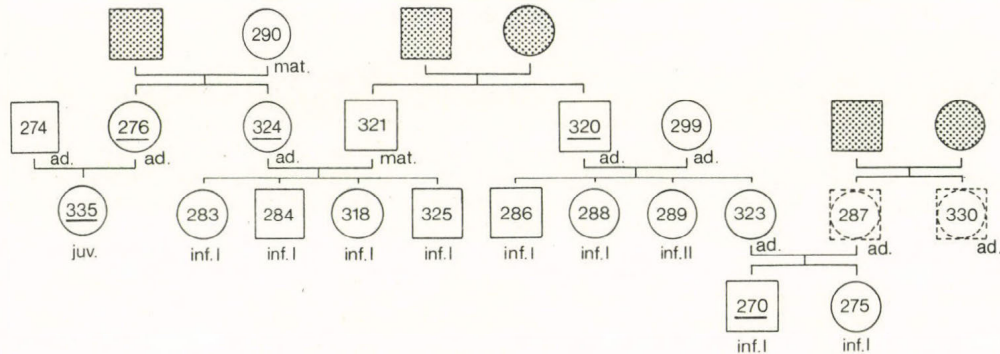 290
mat.
274 276 324 321 320 299
ad. ad. ad. mat. ad. ad.
335 283 284 318 325 286 288 289 323 287 330
juv. inf.I inf.I inf.I inf.I inf.I inf.I inf.II ad. ad. ad.
270 275
inf.I inf.I